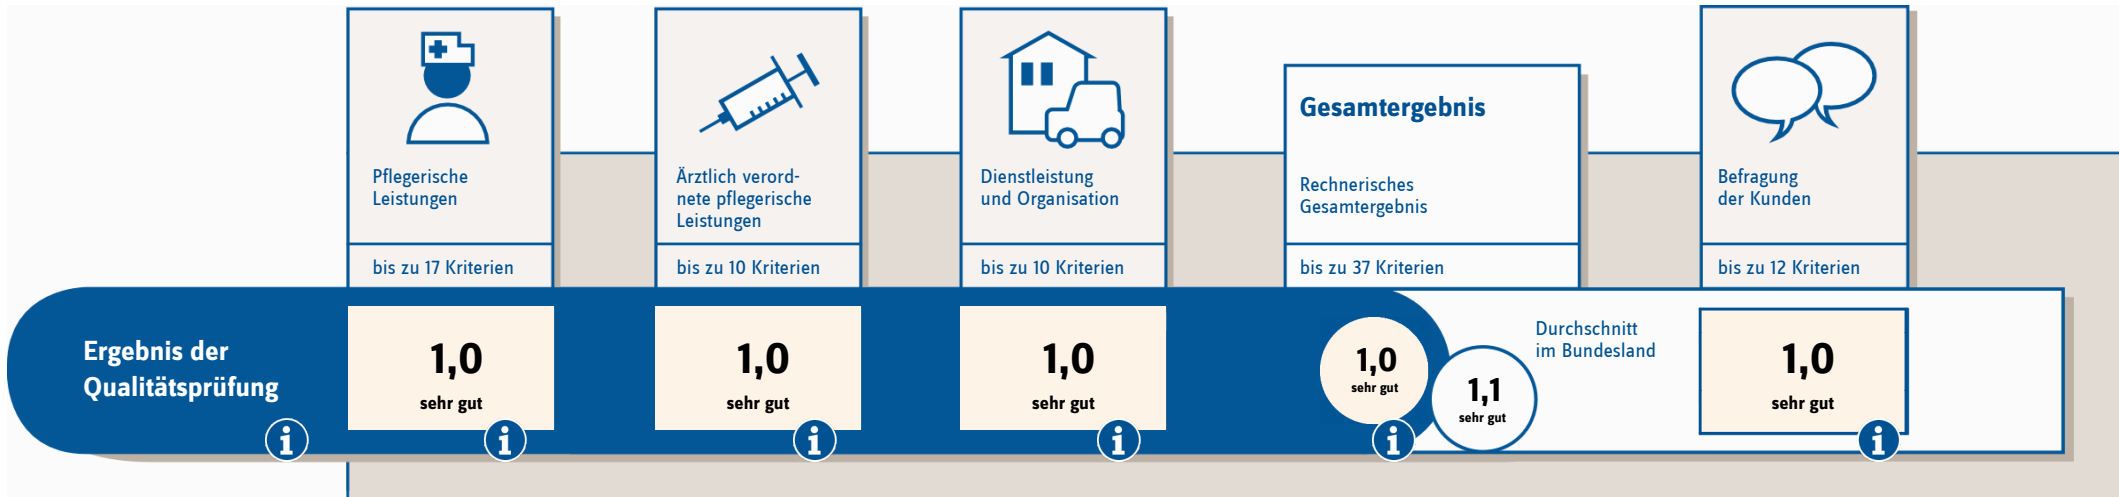 Pflegerische
Leistungen
bis zu 17 Kriterien
Ärztlich verord-
nete pflegerische
Leistungen
bis zu 10 Kriterien
Dienstleistung
und Organisation
bis zu 10 Kriterien
Gesamtergebnis
Rechnerisches
Gesamtergebnis
bis zu 37 Kriterien
Befragung
der Kunden
bis zu 12 Kriterien
Ergebnis der
Qualitätsprüfung
i
1,0
sehr gut
i
1,0
sehr gut
i
1,0
sehr gut
i
1,0
sehr gut
i
1,1
sehr gut
Durchschnitt
im Bundesland
1,0
sehr gut
i